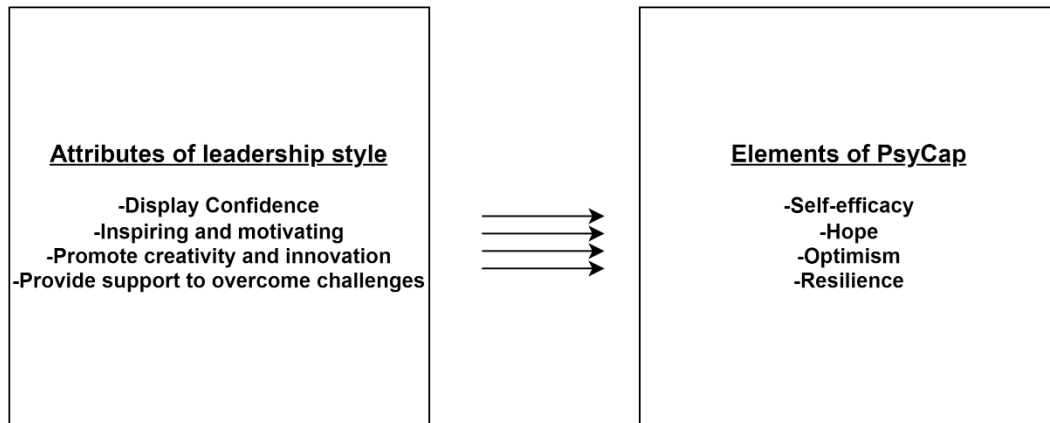 Attributes of leadership style
-Display Confidence
-Inspiring and motivating
-Promote creativity and innovation
-Provide support to overcome challenges
Elements of PsyCap
-Self-efficacy
-Hope
-Optimism
-Resilience